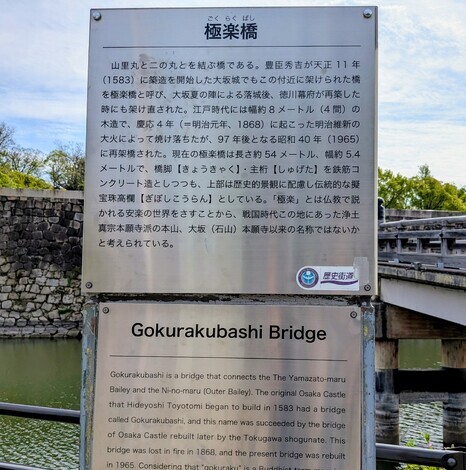 ごくらくばし
極楽橋
山里丸と二の丸とを結ぶ橋である。豊臣秀吉が天正11年
(1583)に築造を開始した大坂城でもこの付近に架けられた橋
を極楽橋と呼び、大坂夏の陣による落城後、徳川幕府が再築した
時にも架け直された。江戸時代には幅約8メートル(4間)の
木造で、慶応4年(=明治元年、1868)に起こった明治維新の
大火によって焼け落ちたが、97年後となる昭和40年(1965)
に再架橋された。現在の極楽橋は長さ約54メートル、幅約5.4
メートルで、橋脚【きょうきゃく】・主桁【しゅげた】を鉄筋コ
ンクリート造としつつも、上部は歴史的景観に配慮し伝統的な擬
宝珠高欄【ぎぼしこうらん】としている。「極楽」とは仏教で説
かれる安楽の世界をさすことから、戦国時代この地にあった浄土
真宗本願寺派の本山、大坂(石山)本願寺以来の名称ではないか
と考えられている。
歴史街道
Gokurakubashi Bridge
Gokurakubashi is a bridge that connects the The Yamazato-maru
Bailey and the Ni-no-maru (Outer Bailey). The original Osaka Castle
that Hideyoshi Toyotomi began to build in 1583 had a bridge
called Gokurakubashi, and this name was succeeded by the bridge
of Osaka Castle rebuilt later by the Tokugawa shogunate. This
bridge was lost in fire in 1868, and the present bridge was rebuilt
in 1965. Considering that "gokuraku" is a Buddhist term